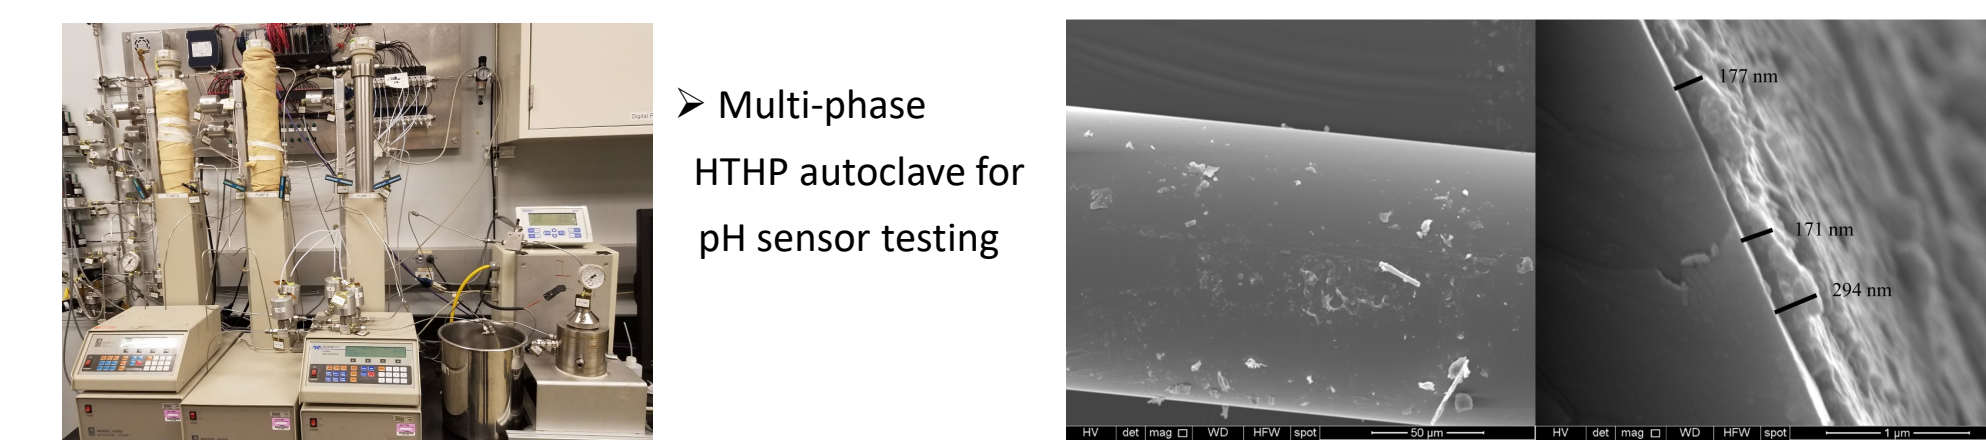 ➢ Multi-phase
HTHP autoclave for
pH sensor testing
177 nm
171 nm
294 nm
HV det mag □ WD HFW spot 50 µm
HV det mag □ WD HFW spot 1 µm